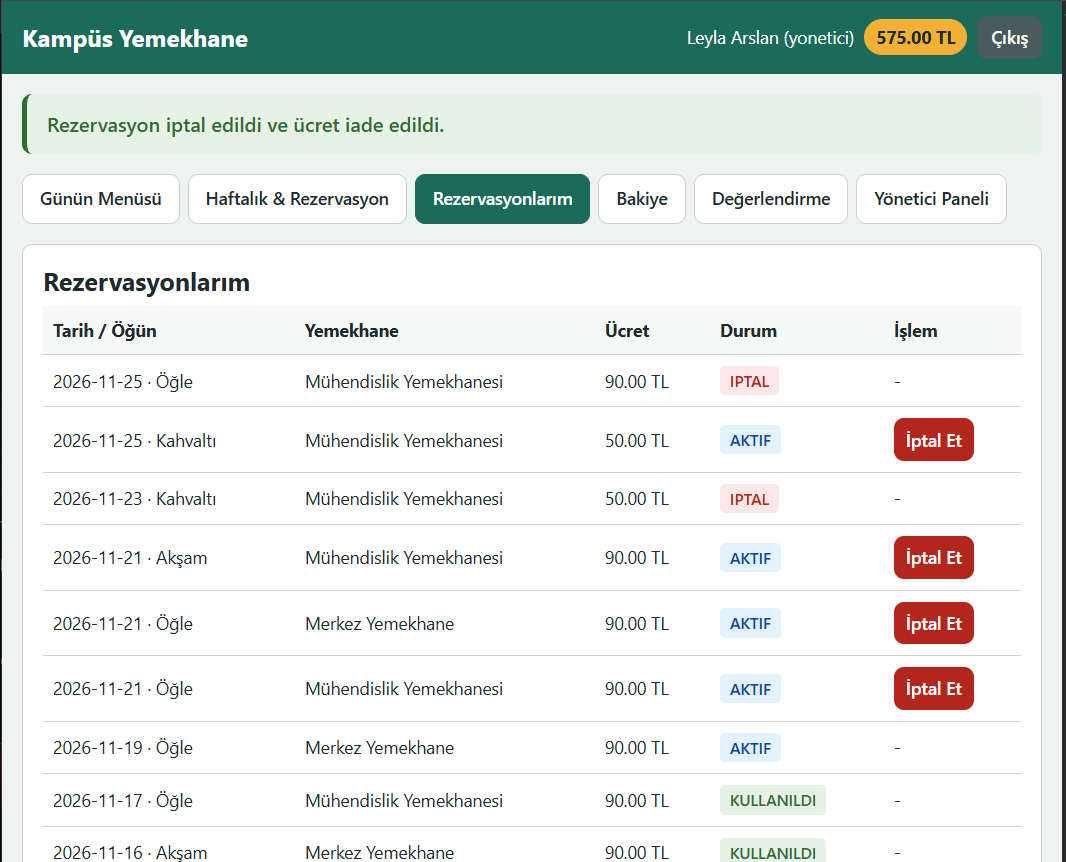 Kampüs Yemekhane
Leyla Arslan (yonetici) 575.00 TL Çıkış
Rezervasyon iptal edildi ve ücret iade edildi.
Günün Menüsü Haftalık & Rezervasyon Rezervasyonlarım Bakiye Değerlendirme Yönetici Paneli
Rezervasyonlarım
Tarih / Öğün Yemekhane Ücret Durum İşlem
2026-11-25 · Öğle Mühendislik Yemekhanesi 90.00 TL IPTAL -
2026-11-25 · Kahvaltı Mühendislik Yemekhanesi 50.00 TL AKTIF İptal Et
2026-11-23 · Kahvaltı Mühendislik Yemekhanesi 50.00 TL IPTAL -
2026-11-21 · Akşam Mühendislik Yemekhanesi 90.00 TL AKTIF İptal Et
2026-11-21 · Öğle Merkez Yemekhane 90.00 TL AKTIF İptal Et
2026-11-21 · Öğle Mühendislik Yemekhanesi 90.00 TL AKTIF İptal Et
2026-11-19 · Öğle Merkez Yemekhane 90.00 TL AKTIF -
2026-11-17 · Öğle Mühendislik Yemekhanesi 90.00 TL KULLANILDI -
2026-11-16 · Akşam Merkez Yemekhane 90.00 TL KULLANILDI -